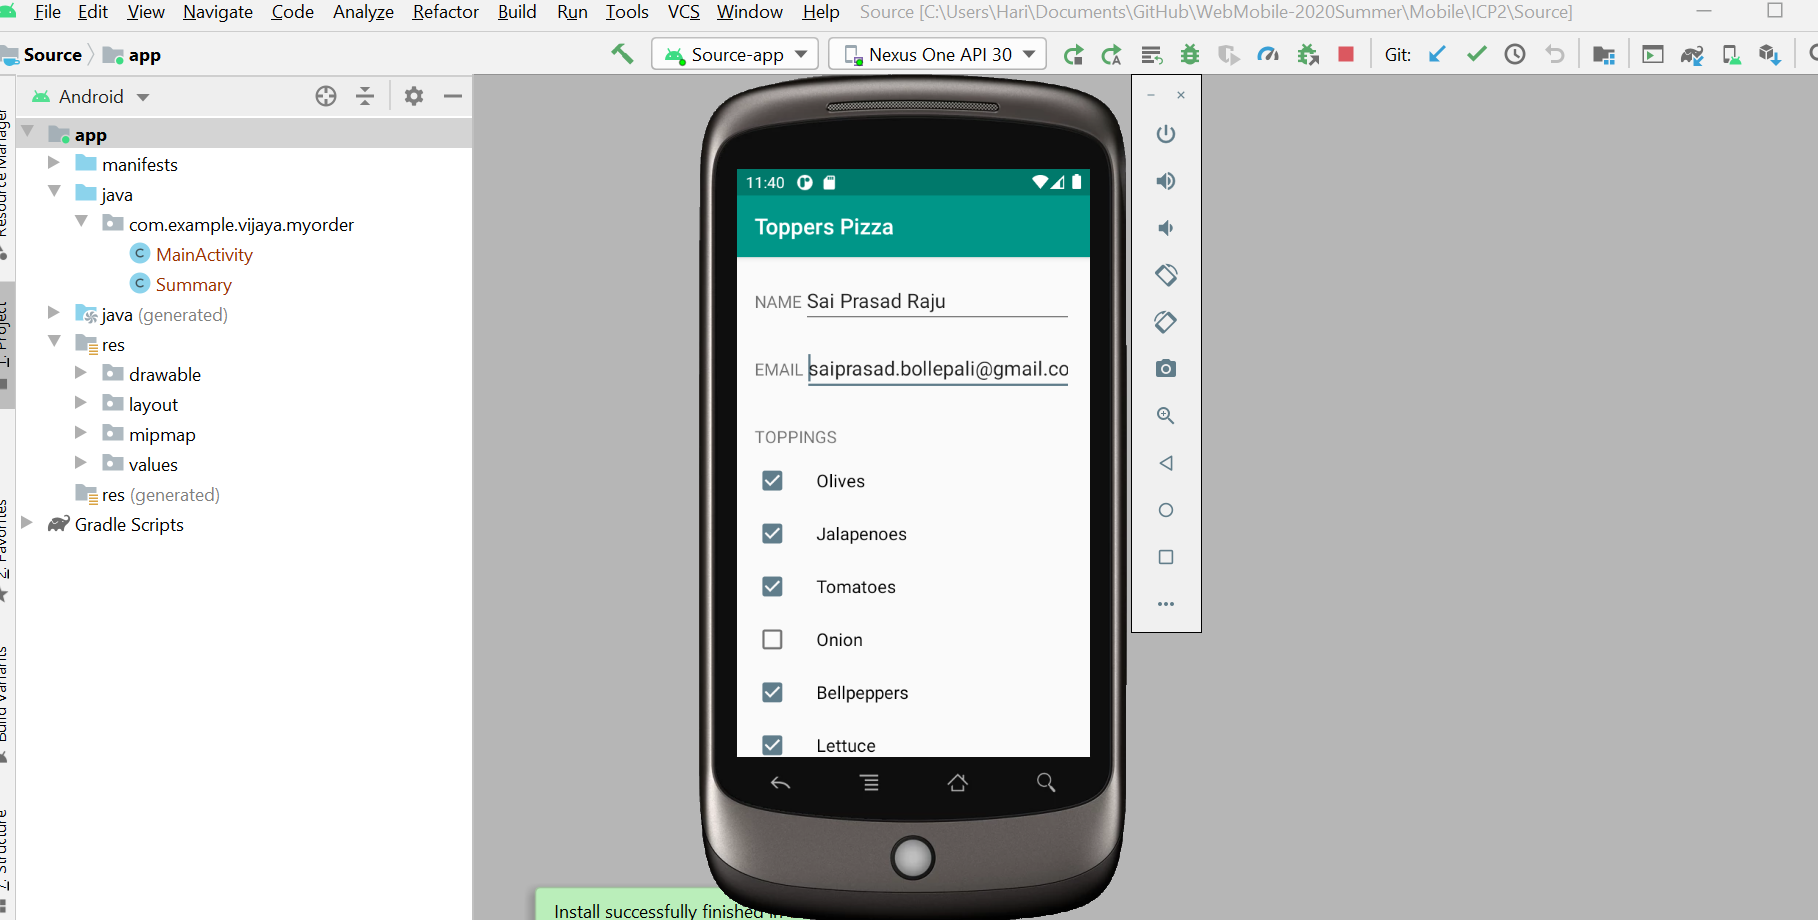 File Edit View Navigate Code Analyze Refactor Build Run Tools VCS Window Help Source [C:\Users\Hari\Documents\GitHub\WebMobile-2020Summer\Mobile\ICP2\Source]
Source app Source-app Nexus One API 30 Git:
Android
app
manifests
java
com.example.vijaya.myorder
C MainActivity
C Summary
java (generated)
res
drawable
layout
mipmap
values
res (generated)
Gradle Scripts
Resource Manager
1: Project
2: Favorites
Build Variants
7: Structure
11:40
Toppers Pizza
NAME Sai Prasad Raju
EMAIL saiprasad.bollepali@gmail.co
TOPPINGS
Olives
Jalapenoes
Tomatoes
Onion
Bellpeppers
Lettuce
Install successfully finished in